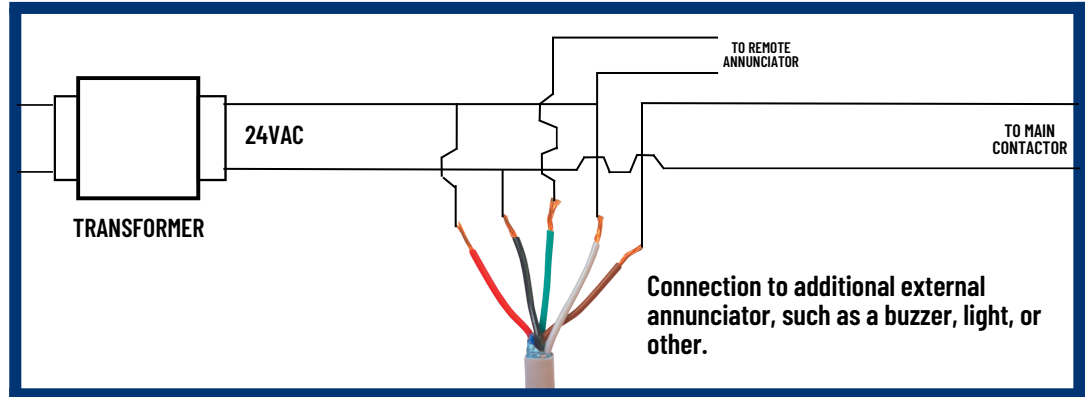 TO REMOTE
ANNUNCIATOR
24VAC
TO MAIN
CONTACTOR
TRANSFORMER
Connection to additional external
annunciator, such as a buzzer, light, or
other.